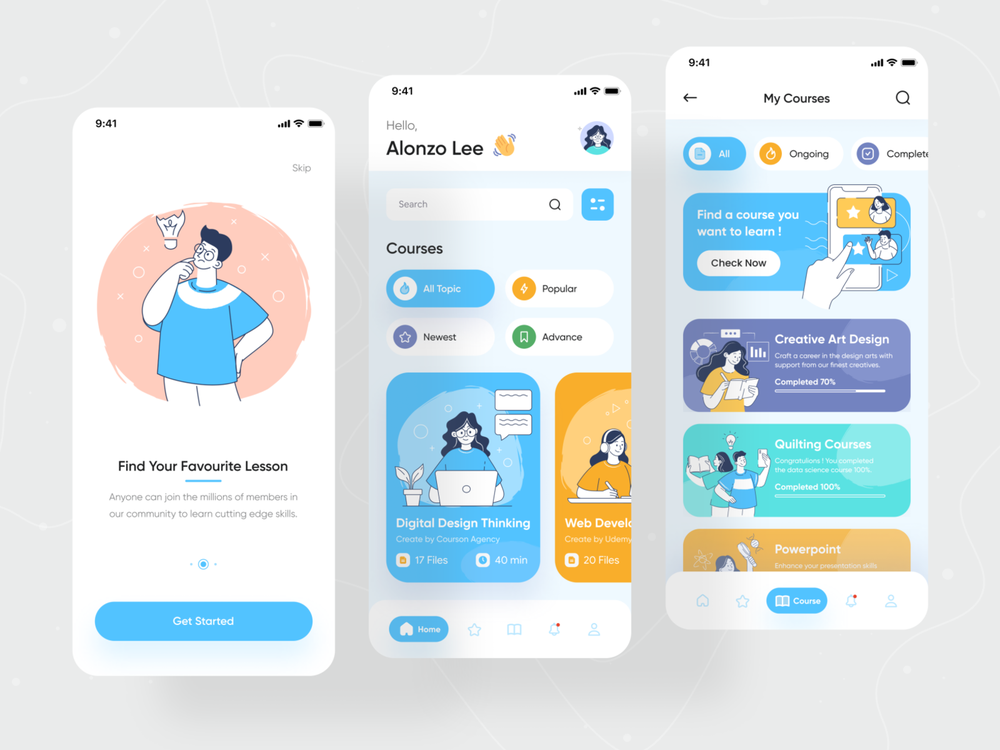 9:41
Skip
Find Your Favourite Lesson
Anyone can join the millions of members in
our community to learn cutting edge skills.
Get Started
9:41
Hello,
Alonzo Lee
Search
Courses
All Topic
Popular
Newest
Advance
Digital Design Thinking
Create by Courson Agency
17 Files
40 min
Web Develo
Create by Udemy
20 Files
Home
9:41
My Courses
All
Ongoing
Complete
Find a course you
want to learn !
Check Now
Creative Art Design
Craft a career in the design arts with
support from our finest creatives.
Completed 70%
Quilting Courses
Congratulions ! You completed
the data science course 100%.
Completed 100%
Powerpoint
Enhance your presentation skills
Course